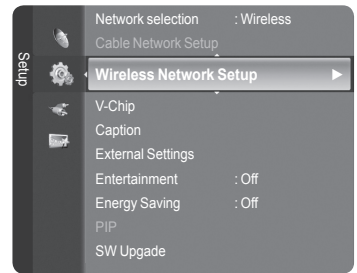 Setup
Network selection : Wireless
Cable Network Setup
Wireless Network Setup
V-Chip
Caption
External Settings
Entertainment : Off
Energy Saving : Off
PIP
SW Upgade